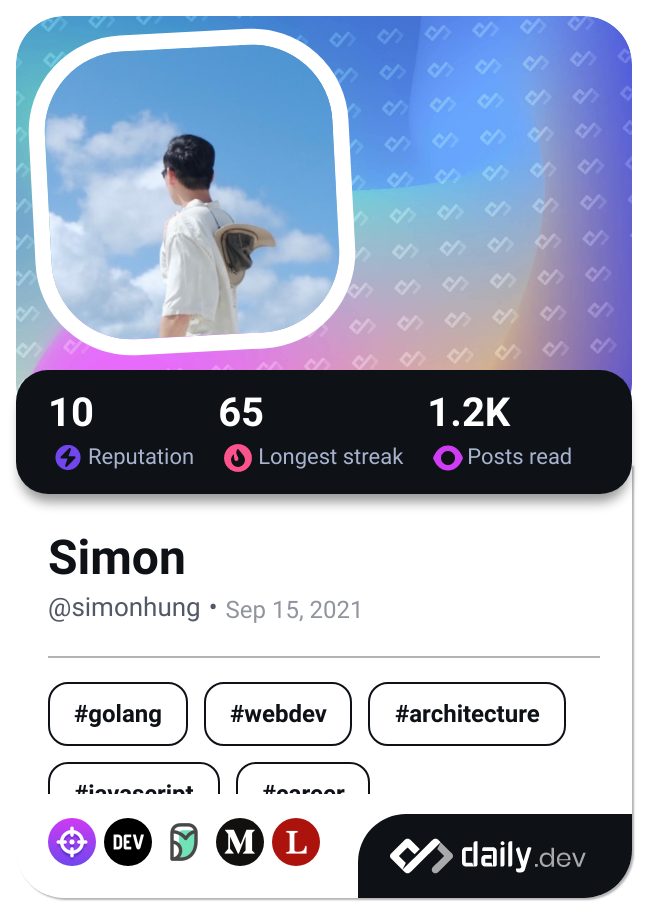 10 65 1.2K
Reputation Longest streak Posts read
Simon
@simonhung • Sep 15, 2021
#golang #webdev #architecture
#javascript #career
DEV M L
daily.dev